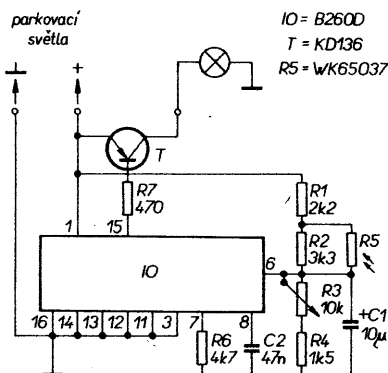 parkovací
světla
IO = B260D
T = KD136
R5 = WK65037
⊥ +
T
R7
470
R1
2k2
1 15
R2
3k3
R5
IO
6
R3
10k
+C1
10µ
16 14 13 12 11 3 7 8
R6
4k7
C2
47n
R4
1k5